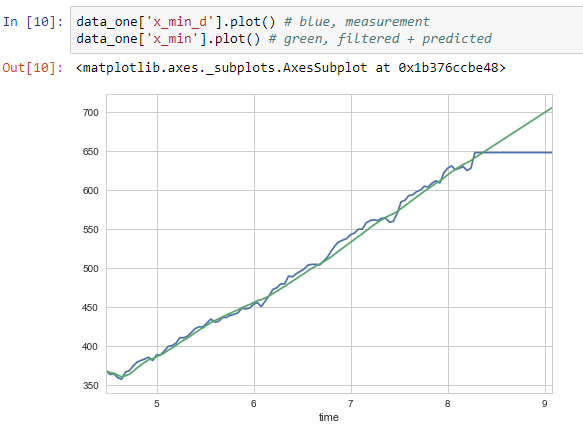 In [10]: data_one['x_min_d'].plot() # blue, measurement
data_one['x_min'].plot() # green, filtered + predicted
Out[10]: <matplotlib.axes._subplots.AxesSubplot at 0x1b376ccbe48>
700
650
600
550
500
450
400
350
5 6 7 8 9
time